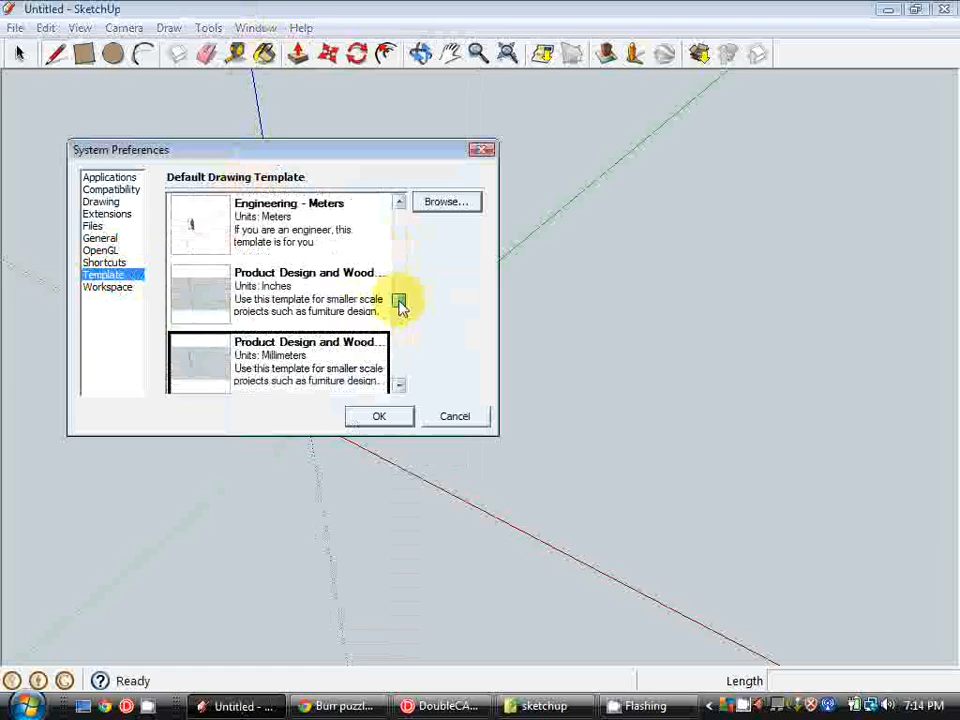 Untitled - SketchUp
File Edit View Camera Draw Tools Window Help
System Preferences
Applications
Compatibility
Drawing
Extensions
Files
General
OpenGL
Shortcuts
Template
Workspace
Default Drawing Template
Browse...
Engineering - Meters
Units: Meters
If you are an engineer, this
template is for you
Product Design and Wood...
Units: Inches
Use this template for smaller scale
projects such as furniture design,
Product Design and Wood...
Units: Millimeters
Use this template for smaller scale
projects such as furniture design,
OK Cancel
Ready
Length
Untitled - ... Burr puzzl... DoubleCA... sketchup Flashing
7:14 PM